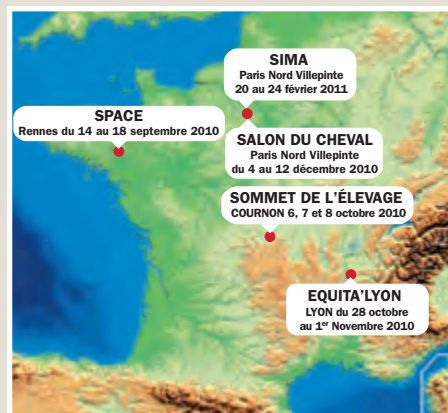 SIMA
Paris Nord Villepinte
20 au 24 février 2011
SPACE
Rennes du 14 au 18 septembre 2010
SALON DU CHEVAL
Paris Nord Villepinte
du 4 au 12 décembre 2010
SOMMET DE L'ÉLEVAGE
COURNON 6, 7 et 8 octobre 2010
EQUITA'LYON
LYON du 28 octobre
au 1er Novembre 2010